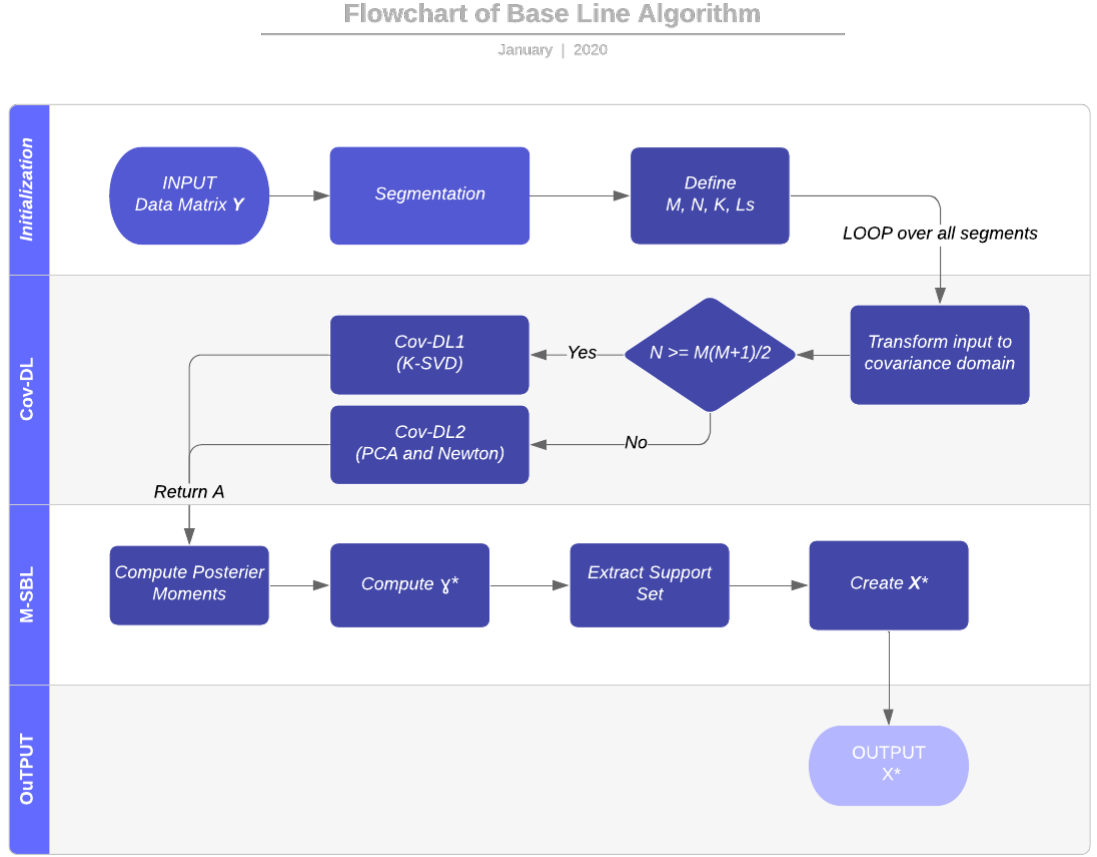 Flowchart of Base Line Algorithm
January | 2020
Initialization
INPUT
Data Matrix Y
Segmentation
Define
M, N, K, Ls
LOOP over all segments
Cov-DL
Cov-DL1
(K-SVD)
Yes
N >= M(M+1)/2
Transform input to
covariance domain
Cov-DL2
(PCA and Newton)
No
Return A
M-SBL
Compute Posterier
Moments
Compute ɣ*
Extract Support
Set
Create X*
OuTPUT
OUTPUT
X*